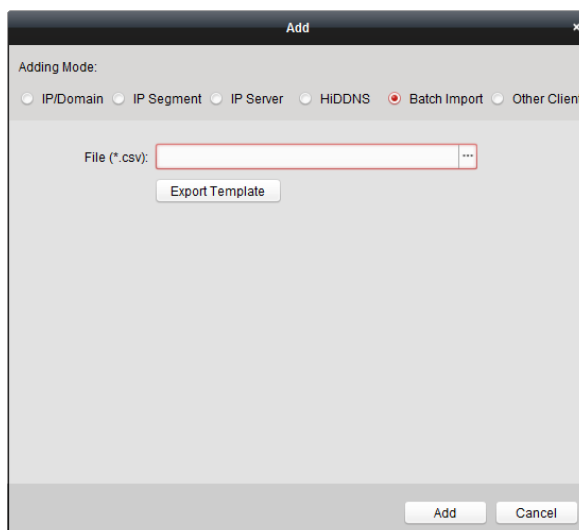 Add
Adding Mode:
IP/Domain IP Segment IP Server HiDDNS Batch Import Other Client
File (*.csv): ...
Export Template
Add Cancel